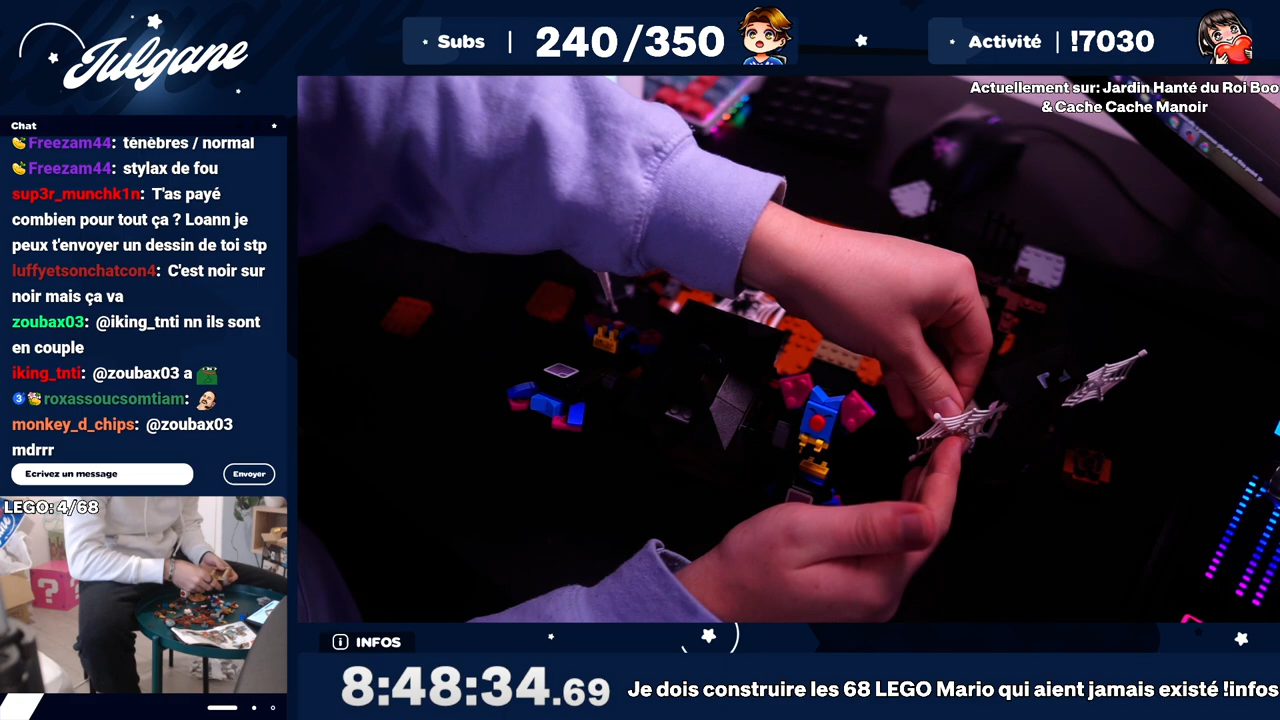 Julgane
Subs | 240/350
Activité | !7030
Actuellement sur: Jardin Hanté du Roi Boo
& Cache Cache Manoir
Chat
Freezam44: ténèbres / normal
Freezam44: stylax de fou
sup3r_munchk1n: T'as payé
combien pour tout ça ? Loann je
peux t'envoyer un dessin de toi stp
luffyetsonchatcon4: C'est noir sur
noir mais ça va
zoubax03: @iking_tnti nn ils sont
en couple
iking_tnti: @zoubax03 a
3 roxassoucsomtiam:
monkey_d_chips: @zoubax03
mdrrr
Ecrivez un message
Envoyer
LEGO: 4/68
? ?
i INFOS
8:48:34.69
Je dois construire les 68 LEGO Mario qui aient jamais existé !infos